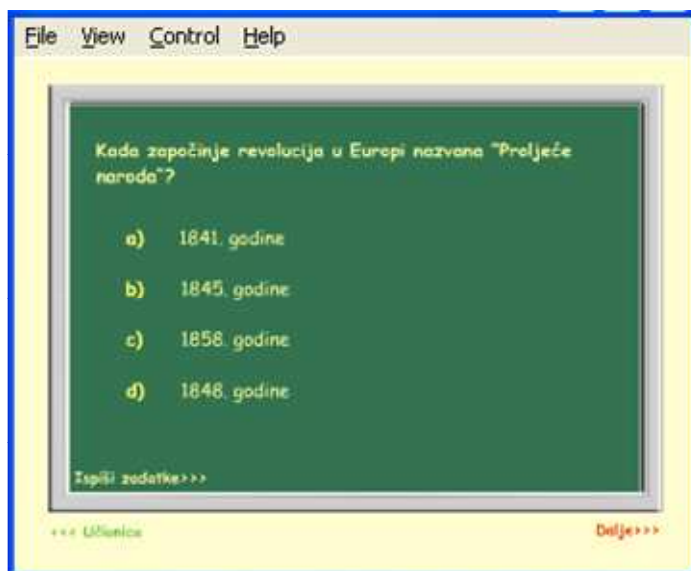 File View Control Help
Kada započinje revolucija u Europi nazvana "Proljeće
naroda"?
a) 1841. godine
b) 1845. godine
c) 1858. godine
d) 1848. godine
Ispiši zadatke>>>
<<< Učionica
Dalje>>>